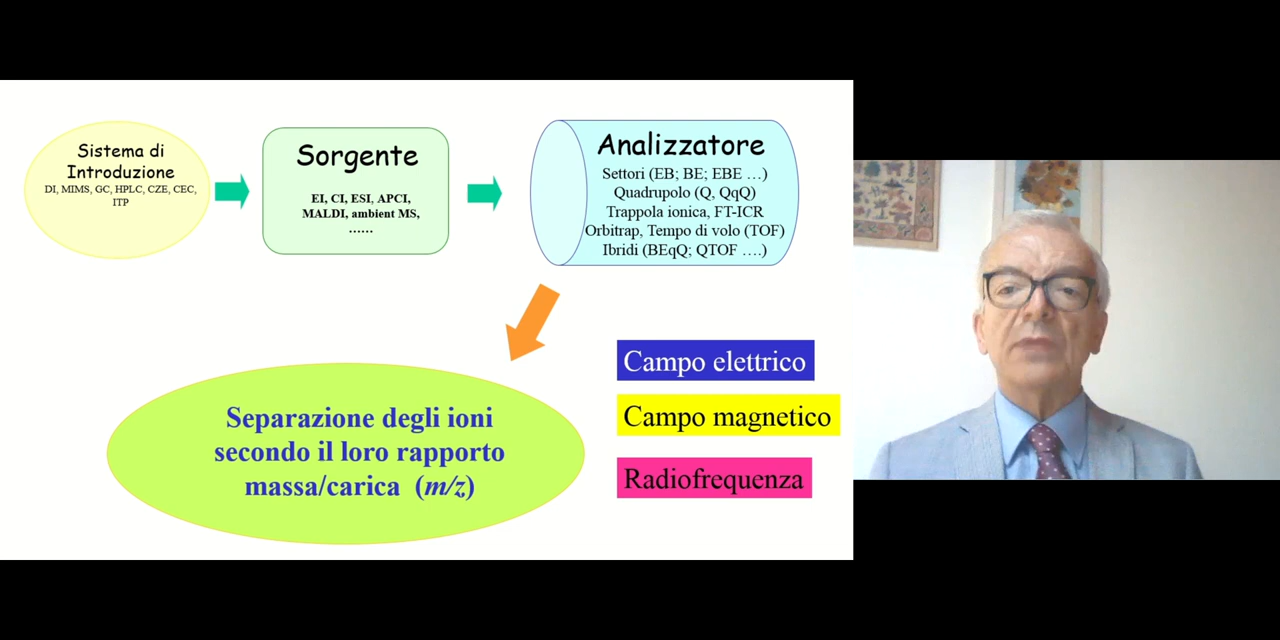 Sistema di
Introduzione
DI, MIMS, GC, HPLC, CZE, CEC,
ITP
Sorgente
EI, CI, ESI, APCI,
MALDI, ambient MS,
……
Analizzatore
Settori (EB; BE; EBE …)
Quadrupolo (Q, QqQ)
Trappola ionica, FT-ICR
Orbitrap, Tempo di volo (TOF)
Ibridi (BEqQ; QTOF ….)
Separazione degli ioni
secondo il loro rapporto
massa/carica (m/z)
Campo elettrico
Campo magnetico
Radiofrequenza